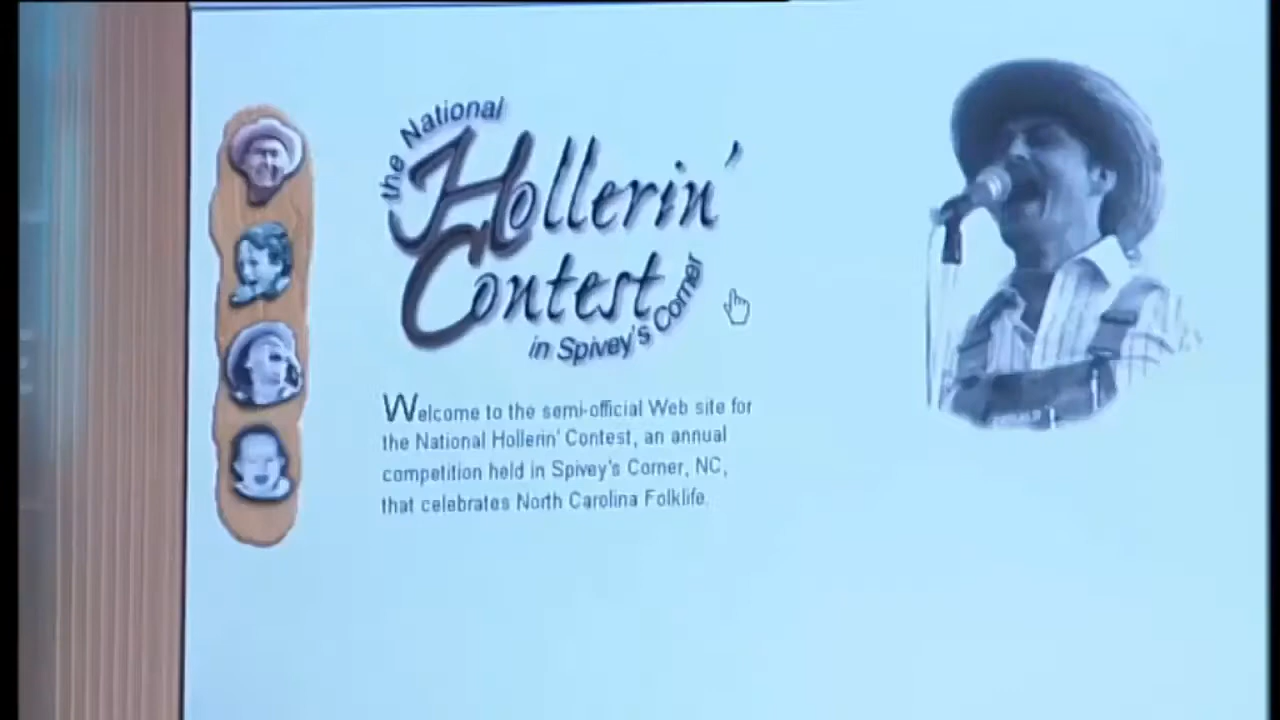 the National
Hollerin'
Contest
in Spivey's Corner
Welcome to the semi-official Web site for
the National Hollerin' Contest, an annual
competition held in Spivey's Corner, NC,
that celebrates North Carolina Folklife.